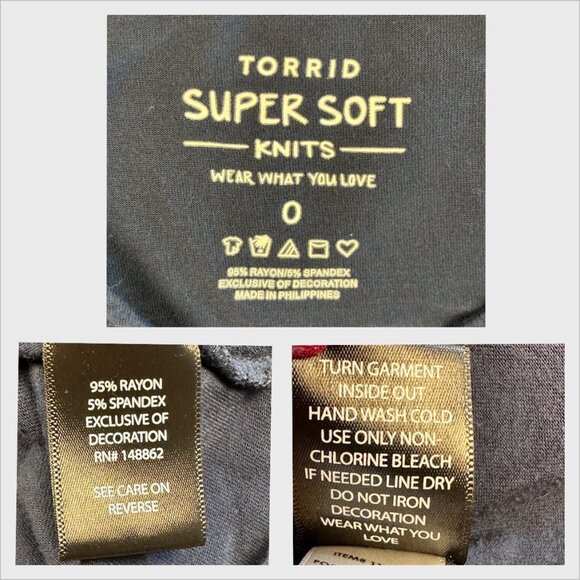 TORRID
SUPER SOFT
KNITS
WEAR WHAT YOU LOVE
0
95% RAYON/5% SPANDEX
EXCLUSIVE OF DECORATION
MADE IN PHILIPPINES
95% RAYON
5% SPANDEX
EXCLUSIVE OF
DECORATION
RN# 148862
SEE CARE ON
REVERSE
TURN GARMENT
INSIDE OUT
HAND WASH COLD
USE ONLY NON-
CHLORINE BLEACH
IF NEEDED LINE DRY
DO NOT IRON
DECORATION
WEAR WHAT YOU
LOVE
ITEM#